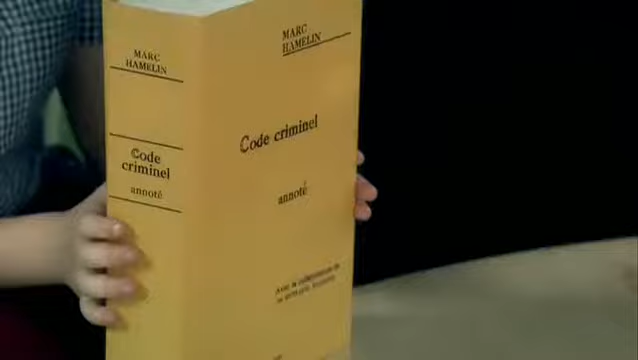 MARC
HAMELIN
Code
criminel
annoté
MARC
HAMELIN
Code criminel
annoté